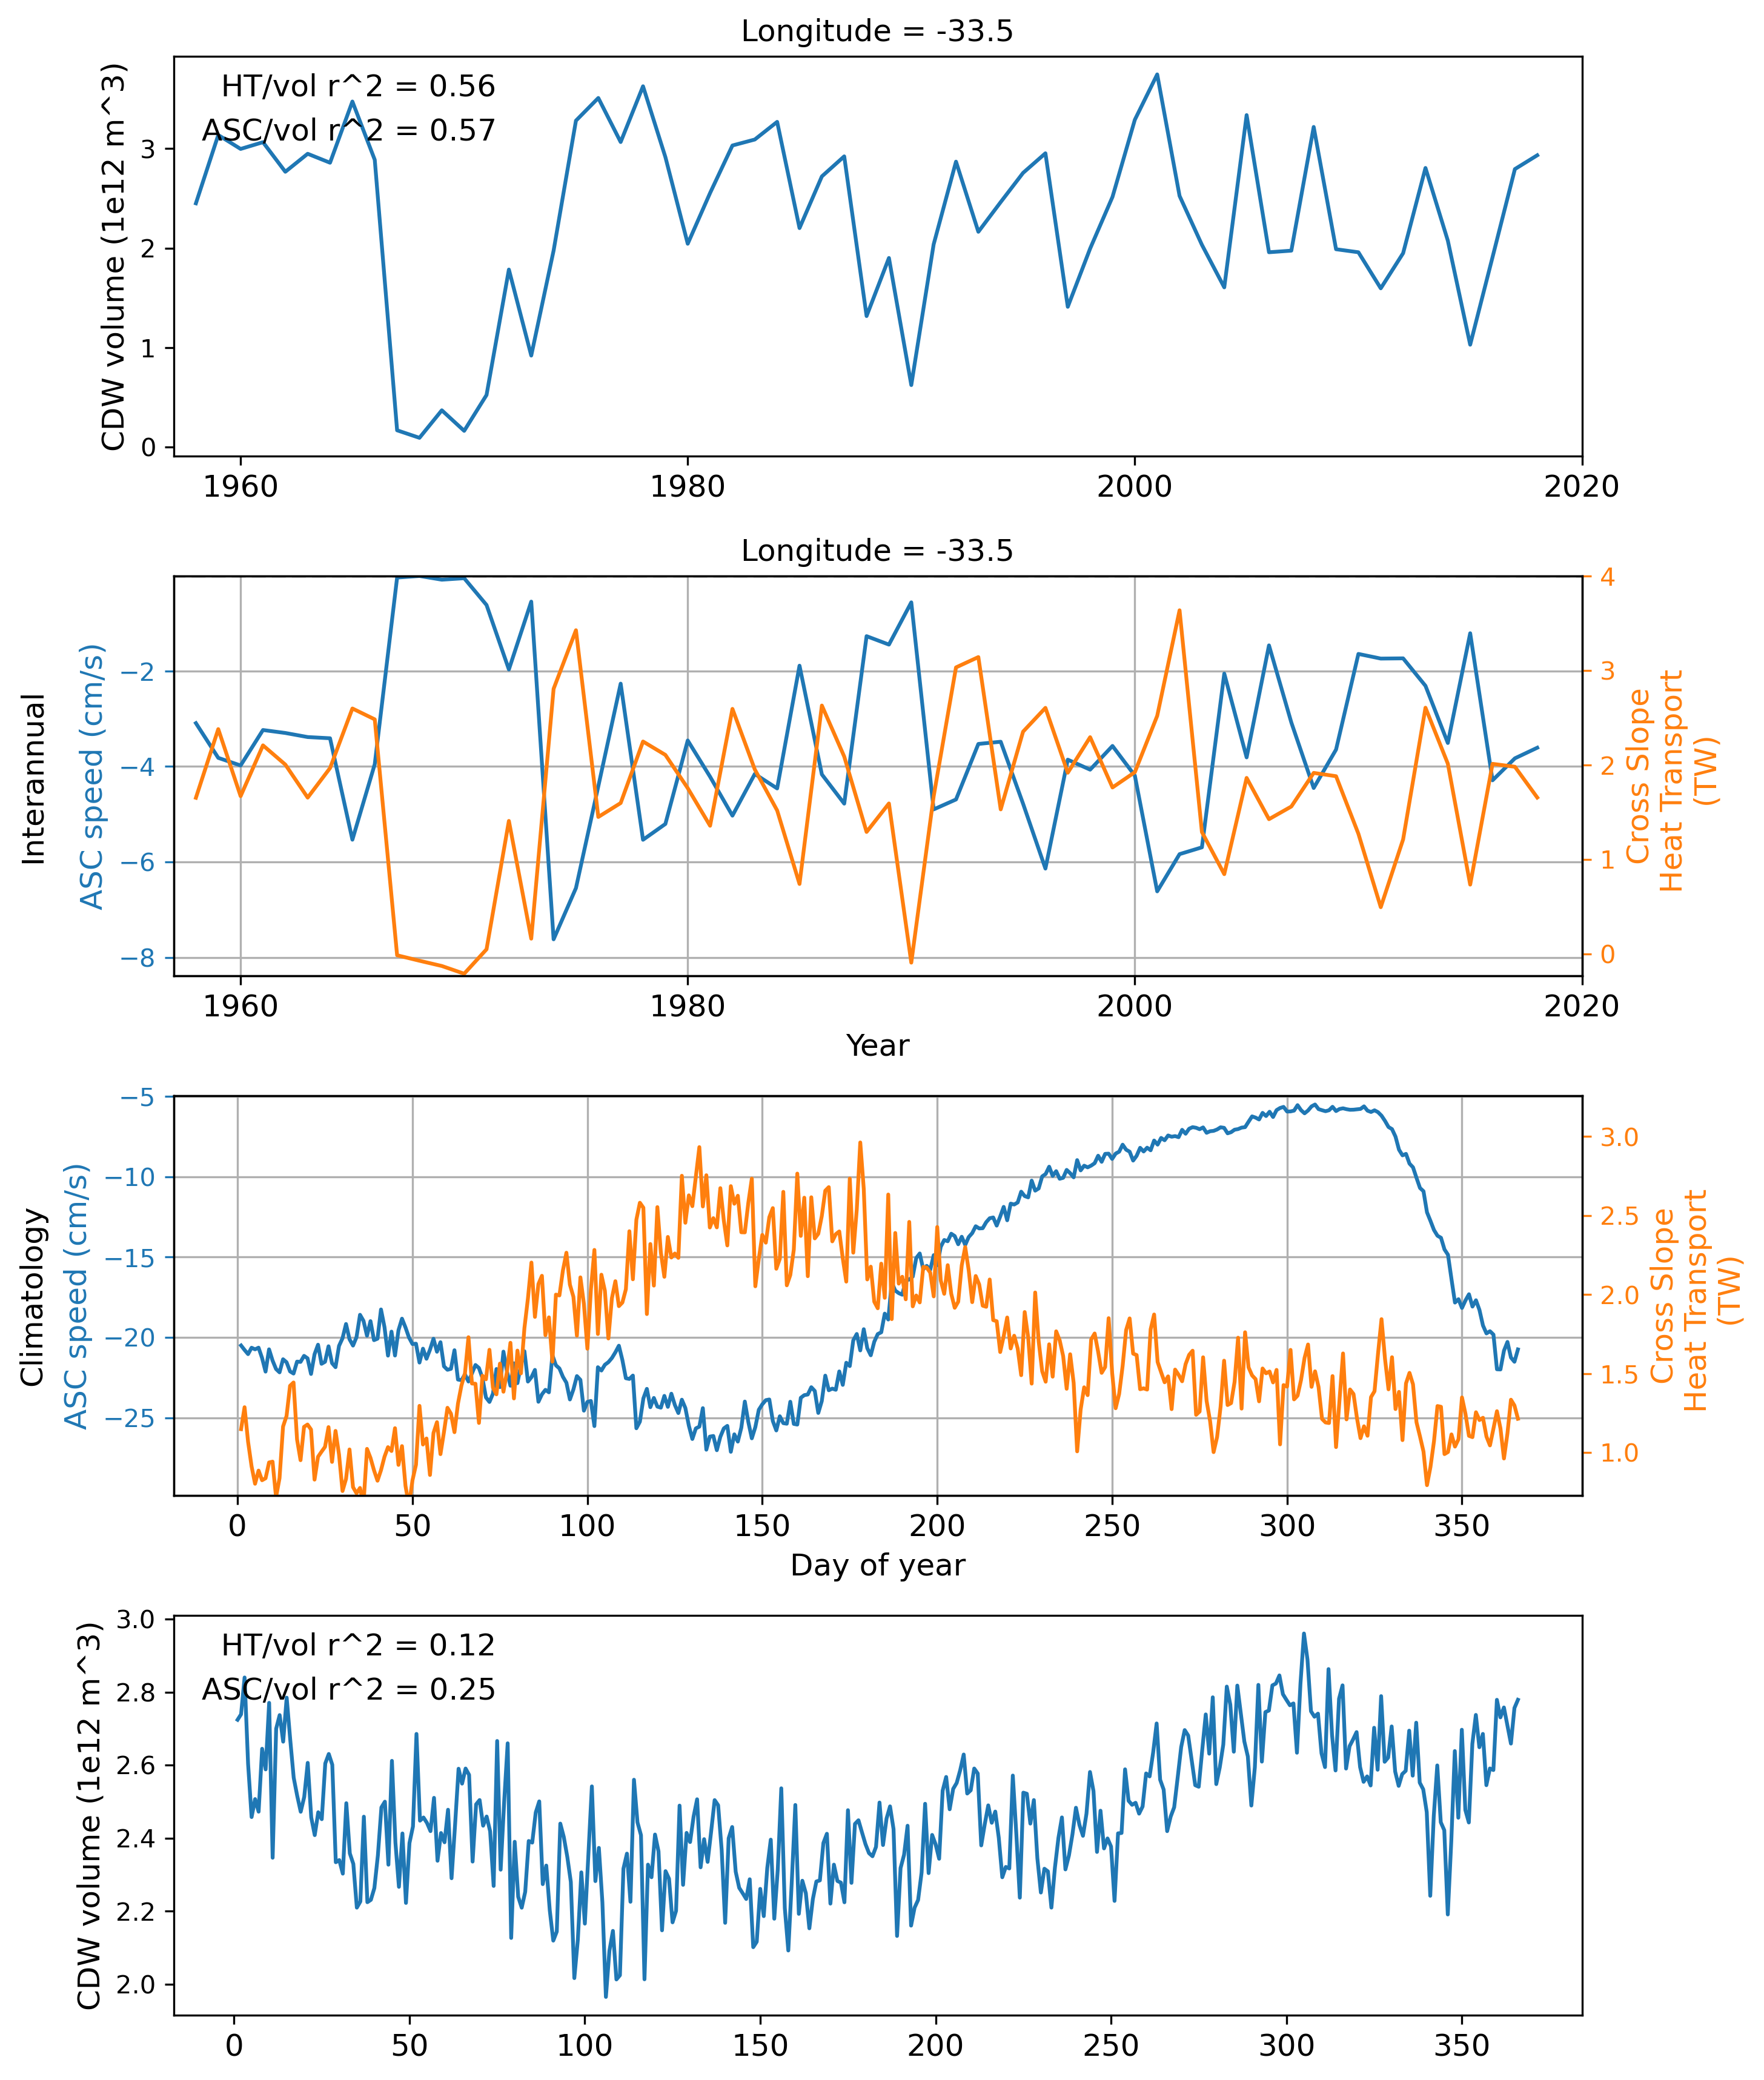 Longitude = -33.5
HT/vol r^2 = 0.56
ASC/vol r^2 = 0.57
CDW volume (1e12 m^3)
3
2
1
0
1960 1980 2000 2020
Longitude = -33.5
Interannual
ASC speed (cm/s)
−2
−4
−6
−8
4
3
2
1
0
Cross Slope
Heat Transport
(TW)
1960 1980 2000 2020
Year
Climatology
ASC speed (cm/s)
−5
−10
−15
−20
−25
3.0
2.5
2.0
1.5
1.0
Cross Slope
Heat Transport
(TW)
0 50 100 150 200 250 300 350
Day of year
HT/vol r^2 = 0.12
ASC/vol r^2 = 0.25
CDW volume (1e12 m^3)
3.0
2.8
2.6
2.4
2.2
2.0
0 50 100 150 200 250 300 350